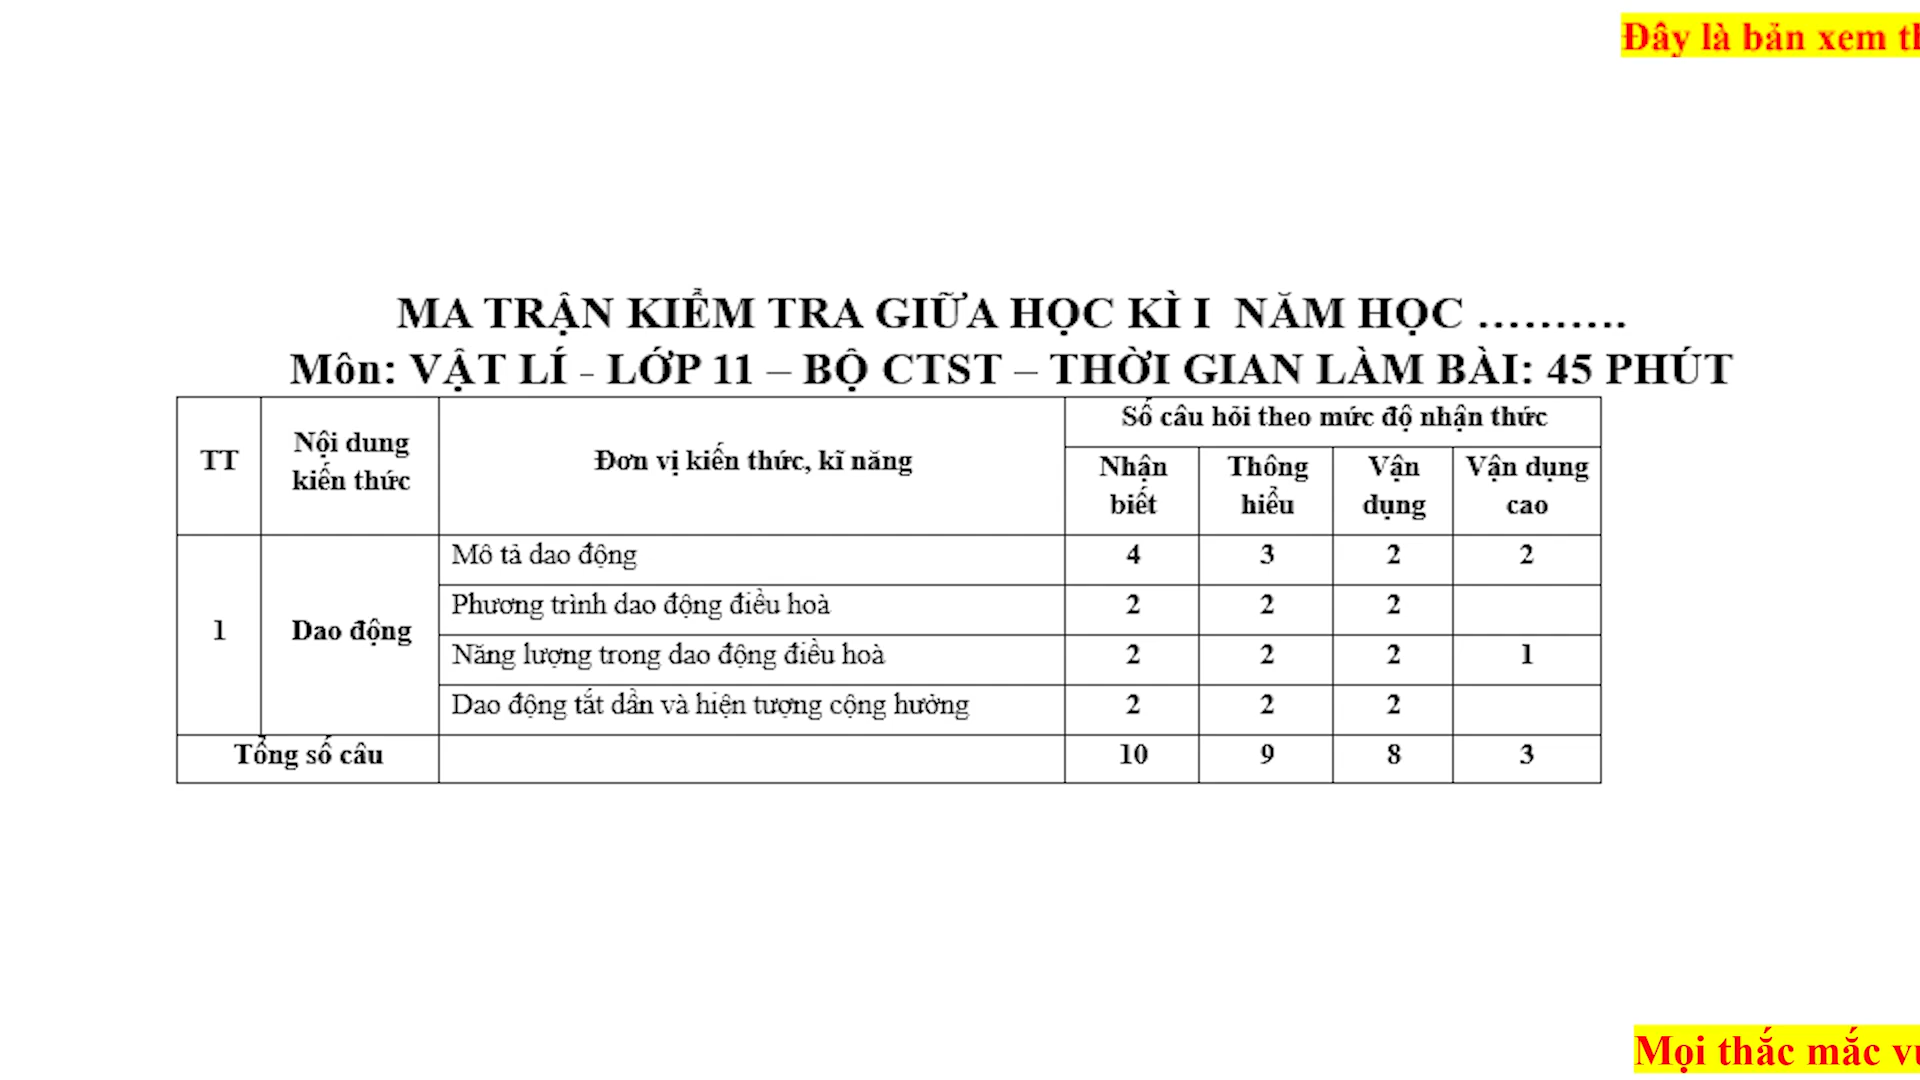 Đây là bản xem
MA TRẬN KIỂM TRA GIỮA HỌC KÌ I NĂM HỌC ……….
Môn: VẬT LÍ - LỚP 11 – BỘ CTST – THỜI GIAN LÀM BÀI: 45 PHÚT
TT Nội dung kiến thức Đơn vị kiến thức, kĩ năng Số câu hỏi theo mức độ nhận thức
Nhận biết Thông hiểu Vận dụng Vận dụng cao
1 Dao động Mô tả dao động 4 3 2 2
Phương trình dao động điều hoà 2 2 2
Năng lượng trong dao động điều hoà 2 2 2 1
Dao động tắt dần và hiện tượng cộng hưởng 2 2 2
Tổng số câu 10 9 8 3
Mọi thắc mắc